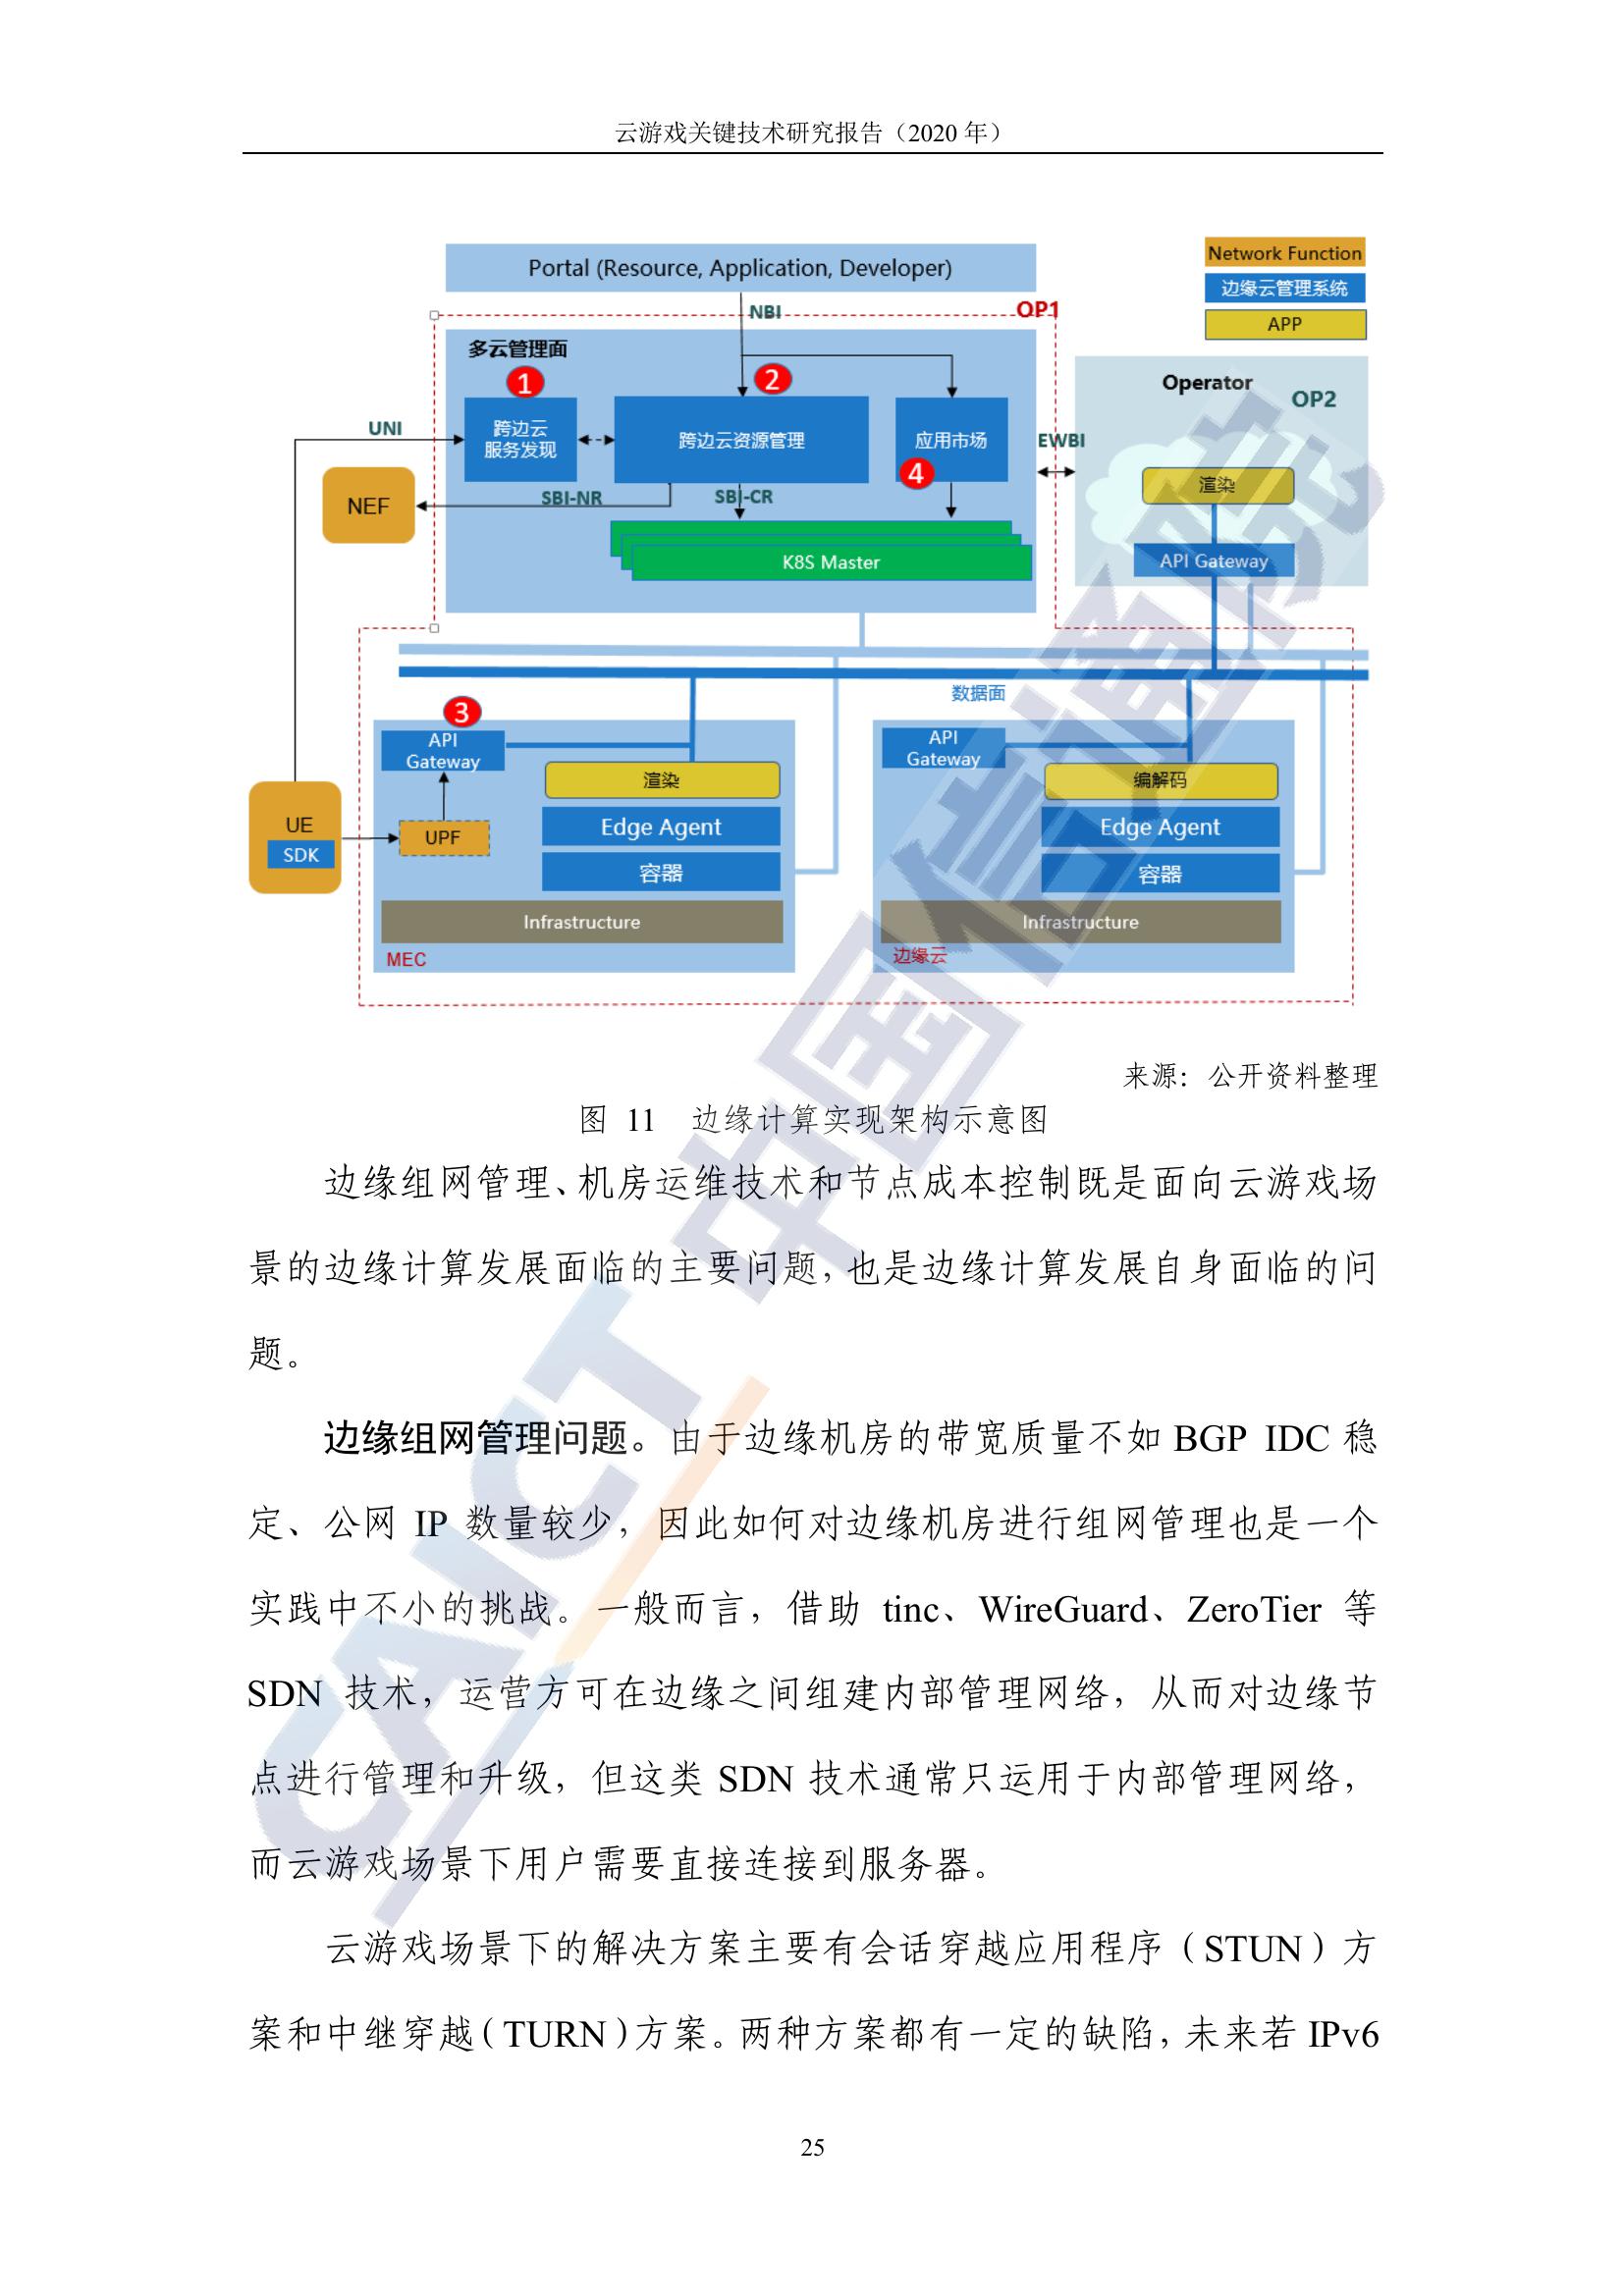 云游戏关键技术研究报告（2020 年）
Portal (Resource, Application, Developer)
Network Function
边缘云管理系统
APP
NBI
OP1
多云管理面
1
2
Operator
OP2
UNI
跨边云
服务发现
跨边云资源管理
应用市场
4
EWBI
渲染
NEF
SBI-NR
SBI-CR
K8S Master
API Gateway
数据面
3
API
Gateway
API
Gateway
渲染
编解码
UE
SDK
UPF
Edge Agent
Edge Agent
容器
容器
Infrastructure
Infrastructure
MEC
边缘云
来源：公开资料整理
图 11 边缘计算实现架构示意图
边缘组网管理、机房运维技术和节点成本控制既是面向云游戏场
景的边缘计算发展面临的主要问题，也是边缘计算发展自身面临的问
题。
边缘组网管理问题。由于边缘机房的带宽质量不如 BGP IDC 稳
定、公网 IP 数量较少，因此如何对边缘机房进行组网管理也是一个
实践中不小的挑战。一般而言，借助 tinc、WireGuard、ZeroTier 等
SDN 技术，运营方可在边缘之间组建内部管理网络，从而对边缘节
点进行管理和升级，但这类 SDN 技术通常只运用于内部管理网络，
而云游戏场景下用户需要直接连接到服务器。
云游戏场景下的解决方案主要有会话穿越应用程序（STUN）方
案和中继穿越（TURN）方案。两种方案都有一定的缺陷，未来若 IPv6
25
CAICT 中国信通院